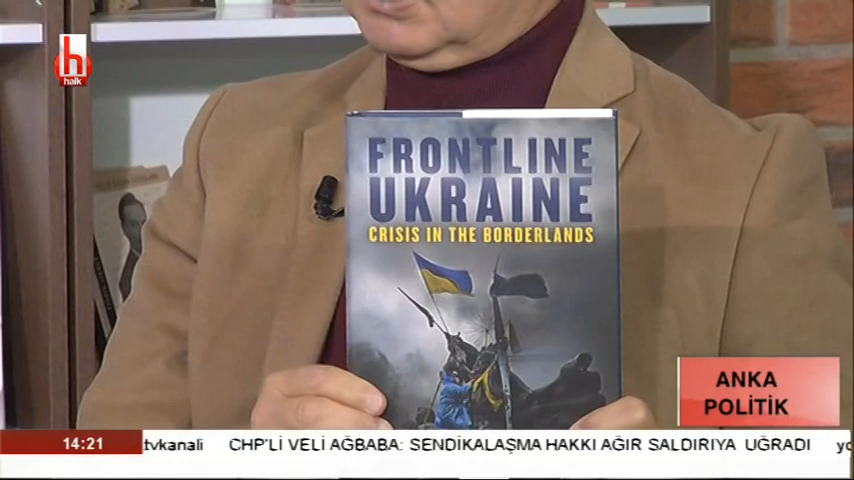 h
halk
FRONTLINE
UKRAINE
CRISIS IN THE BORDERLANDS
ANKA
POLİTİK
14:21
tvkanali CHP'Lİ VELİ AĞBABA: SENDİKALAŞMA HAKKI AĞIR SALDIRIYA UĞRADI yo